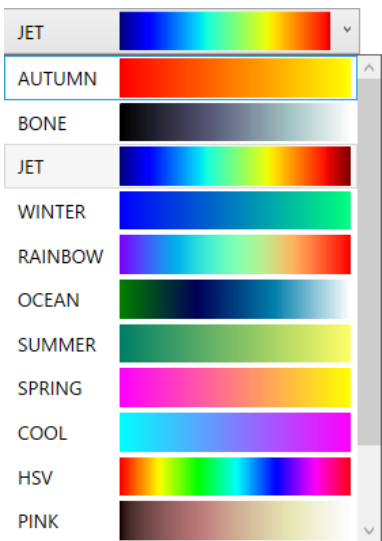 JET
AUTUMN
BONE
JET
WINTER
RAINBOW
OCEAN
SUMMER
SPRING
COOL
HSV
PINK